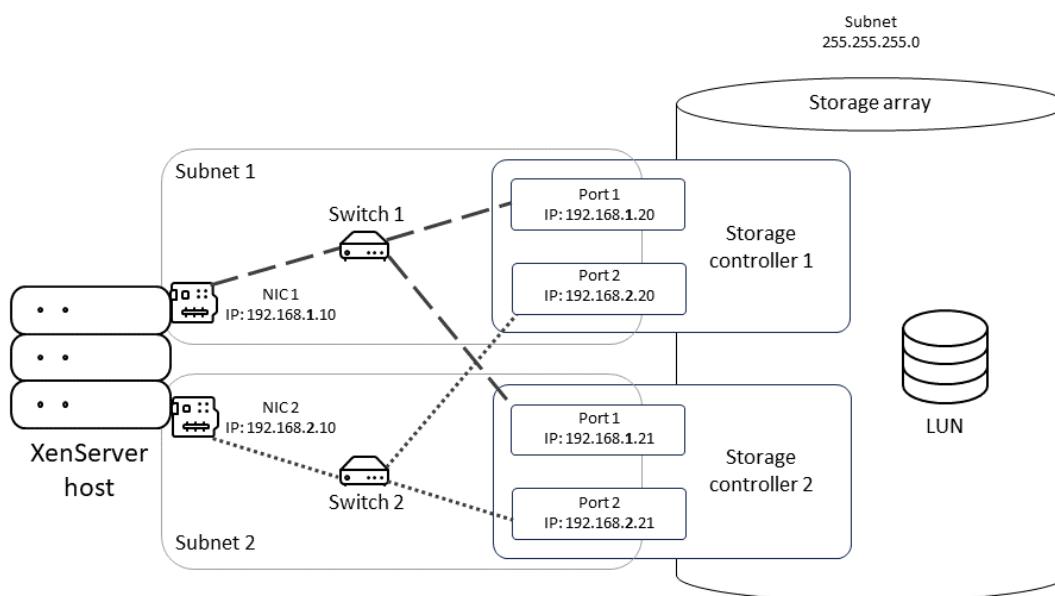 Subnet
255.255.255.0
Storage array
Subnet 1
Port 1
IP: 192.168.1.20
Switch 1
Storage
controller 1
Port 2
IP: 192.168.2.20
NIC 1
IP: 192.168.1.10
NIC 2
IP: 192.168.2.10
Port 1
IP: 192.168.1.21
LUN
XenServer
host
Storage
controller 2
Switch 2
Port 2
IP: 192.168.2.21
Subnet 2